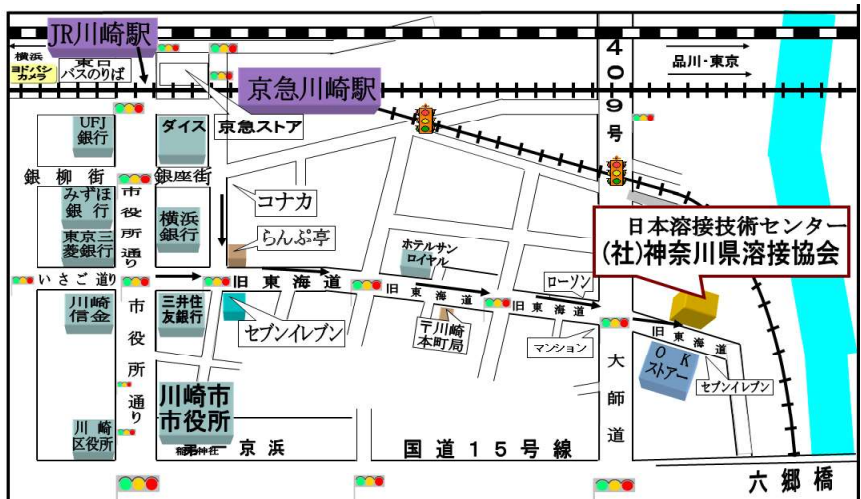 JR川崎駅
横浜
ヨドバシ
カメラ
東口
バスのりば
京急川崎駅
409号
品川・東京
UFJ
銀行
ダイス
京急ストア
銀柳街
銀座街
コナカ
みずほ
銀行
東京三
菱銀行
市役所通り
横浜
銀行
らんぷ亭
ホテルサン
ロイヤル
日本溶接技術センター
(社)神奈川県溶接協会
いさご通り
旧東海道
旧東海道
ローソン
旧東海道
旧東海道
川崎
信金
三井住
友銀行
セブンイレブン
〒川崎
本町局
マンション
OK
ストアー
セブンイレブン
市役所通り
大師道
川崎市
市役所
川崎
区役所
稲毛神社
第一京浜
国道15号線
六郷橋